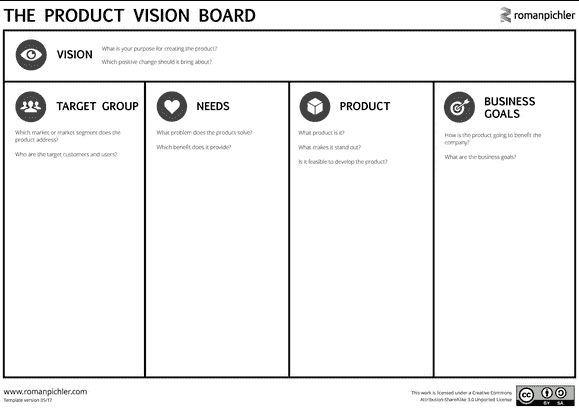 THE PRODUCT VISION BOARD
romanpichler
VISION
What is your purpose for creating the product?
Which positive change should it bring about?
TARGET GROUP
Which market or market segment does the
product address?
Who are the target customers and users?
NEEDS
What problem does the product solve?
Which benefit does it provide?
PRODUCT
What product is it?
What makes it stand out?
Is it feasible to develop the product?
BUSINESS
GOALS
How is the product going to benefit the
company?
What are the business goals?
www.romanpichler.com
Template version 05/17
This work is licensed under a Creative Commons
Attribution-ShareAlike 3.0 Unported License
cc
BY SA